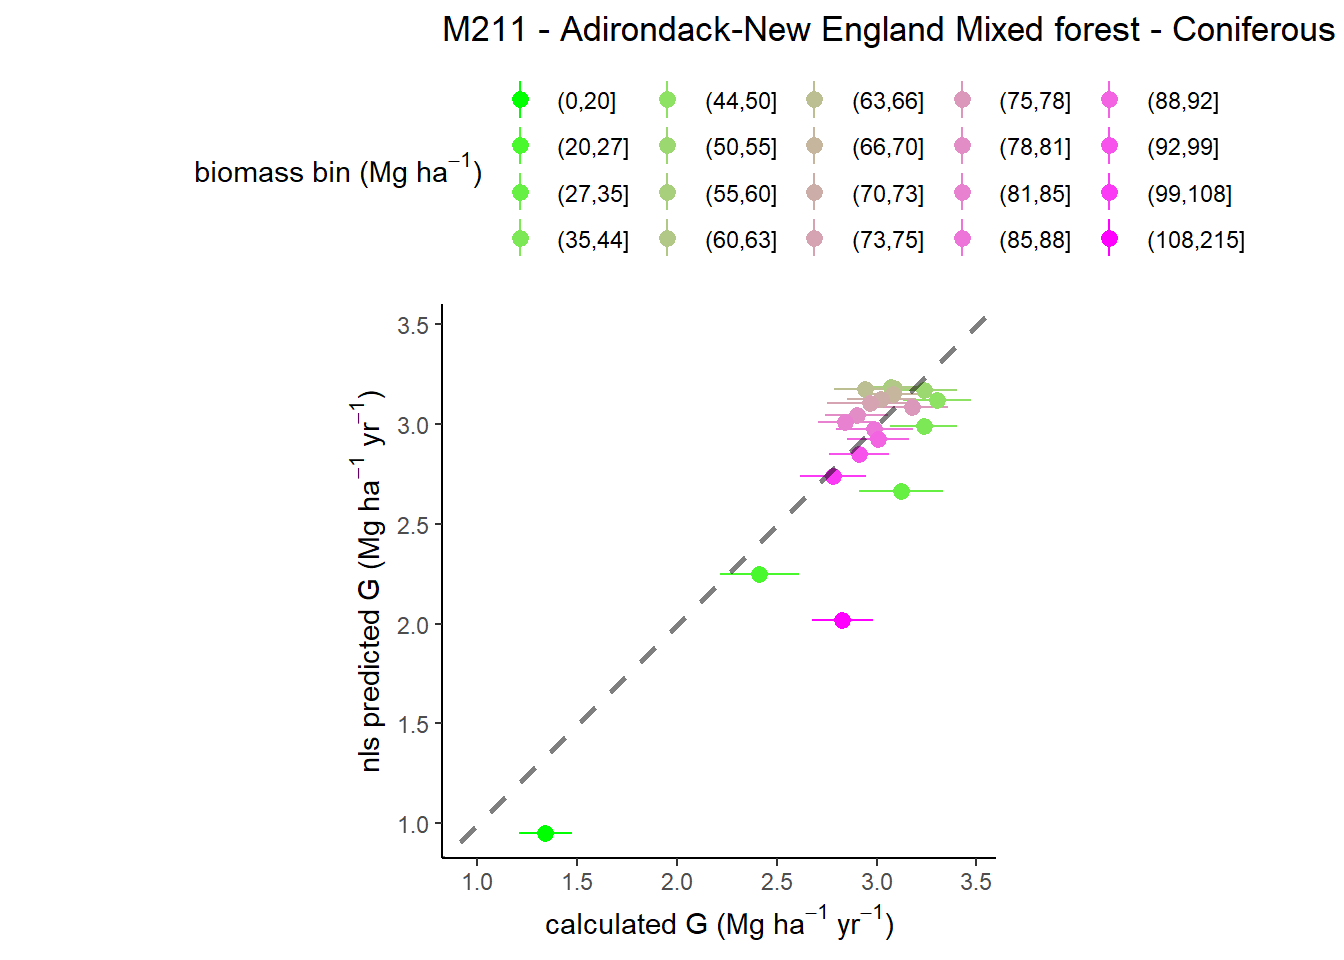 M211 - Adirondack-New England Mixed forest - Coniferous
biomass bin (Mg ha⁻¹)
(0,20] (44,50] (63,66] (75,78] (88,92]
(20,27] (50,55] (66,70] (78,81] (92,99]
(27,35] (55,60] (70,73] (81,85] (99,108]
(35,44] (60,63] (73,75] (85,88] (108,215]
nls predicted G (Mg ha⁻¹ yr⁻¹)
3.5
3.0
2.5
2.0
1.5
1.0
1.0 1.5 2.0 2.5 3.0 3.5
calculated G (Mg ha⁻¹ yr⁻¹)